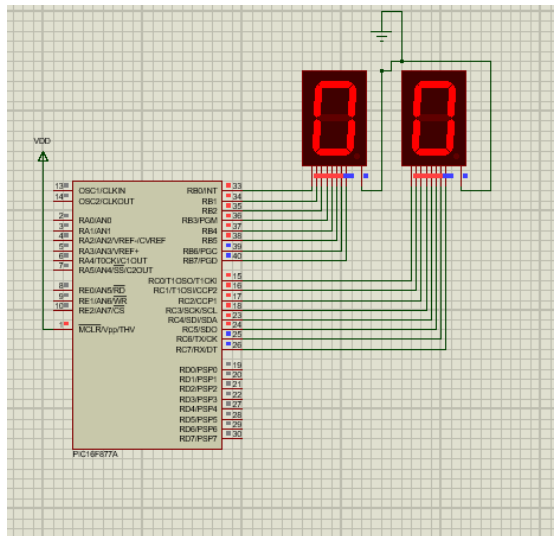 0 0
VDD
13 OSC1/CLKIN RB0/INT 33
14 OSC2/CLKOUT RB1 34
RB2 35
2 RA0/AN0 RB3/PGM 36
3 RA1/AN1 RB4 37
4 RA2/AN2/VREF-/CVREF RB5 38
5 RA3/AN3/VREF+ RB6/PGC 39
6 RA4/T0CKI/C1OUT RB7/PGD 40
7 RA5/AN4/SS/C2OUT
RC0/T1OSO/T1CKI 15
8 RE0/AN5/RD RC1/T1OSI/CCP2 16
9 RE1/AN6/WR RC2/CCP1 17
10 RE2/AN7/CS RC3/SCK/SCL 18
RC4/SDI/SDA 23
1 MCLR/Vpp/THV RC5/SDO 24
RC6/TX/CK 25
RC7/RX/DT 26
RD0/PSP0 19
RD1/PSP1 20
RD2/PSP2 21
RD3/PSP3 22
RD4/PSP4 27
RD5/PSP5 28
RD6/PSP6 29
RD7/PSP7 30
PIC16F877A